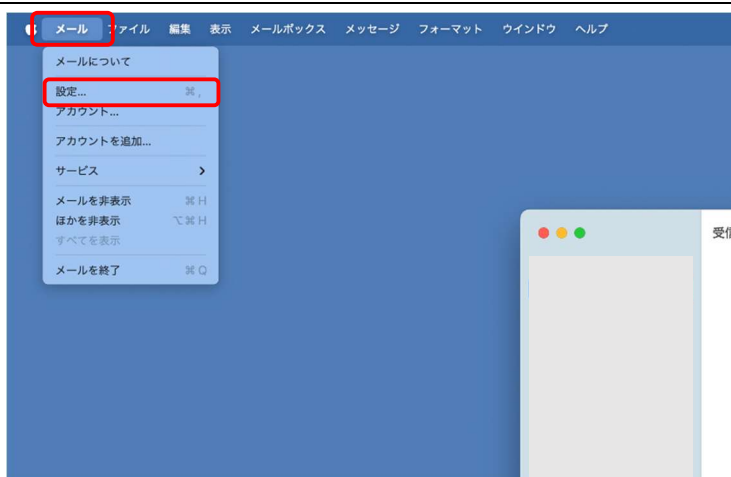 メール ファイル 編集 表示 メールボックス メッセージ フォーマット ウインドウ ヘルプ
メールについて
設定... ⌘ ,
アカウント...
アカウントを追加...
サービス
メールを非表示 ⌘ H
ほかを非表示 ⌥ ⌘ H
すべてを表示
メールを終了 ⌘ Q
受信